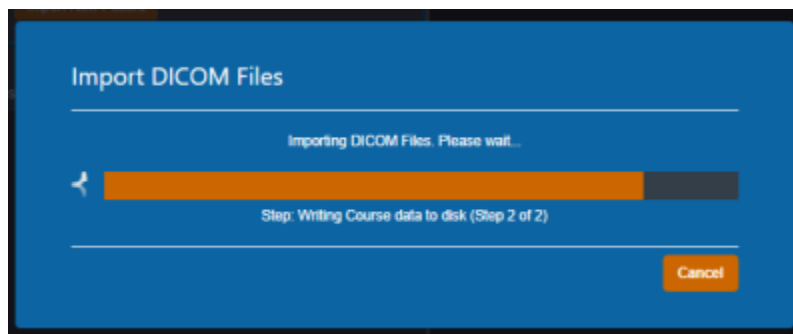 Import DICOM Files
Importing DICOM Files. Please wait...
Step: Writing Course data to disk (Step 2 of 2)
Cancel